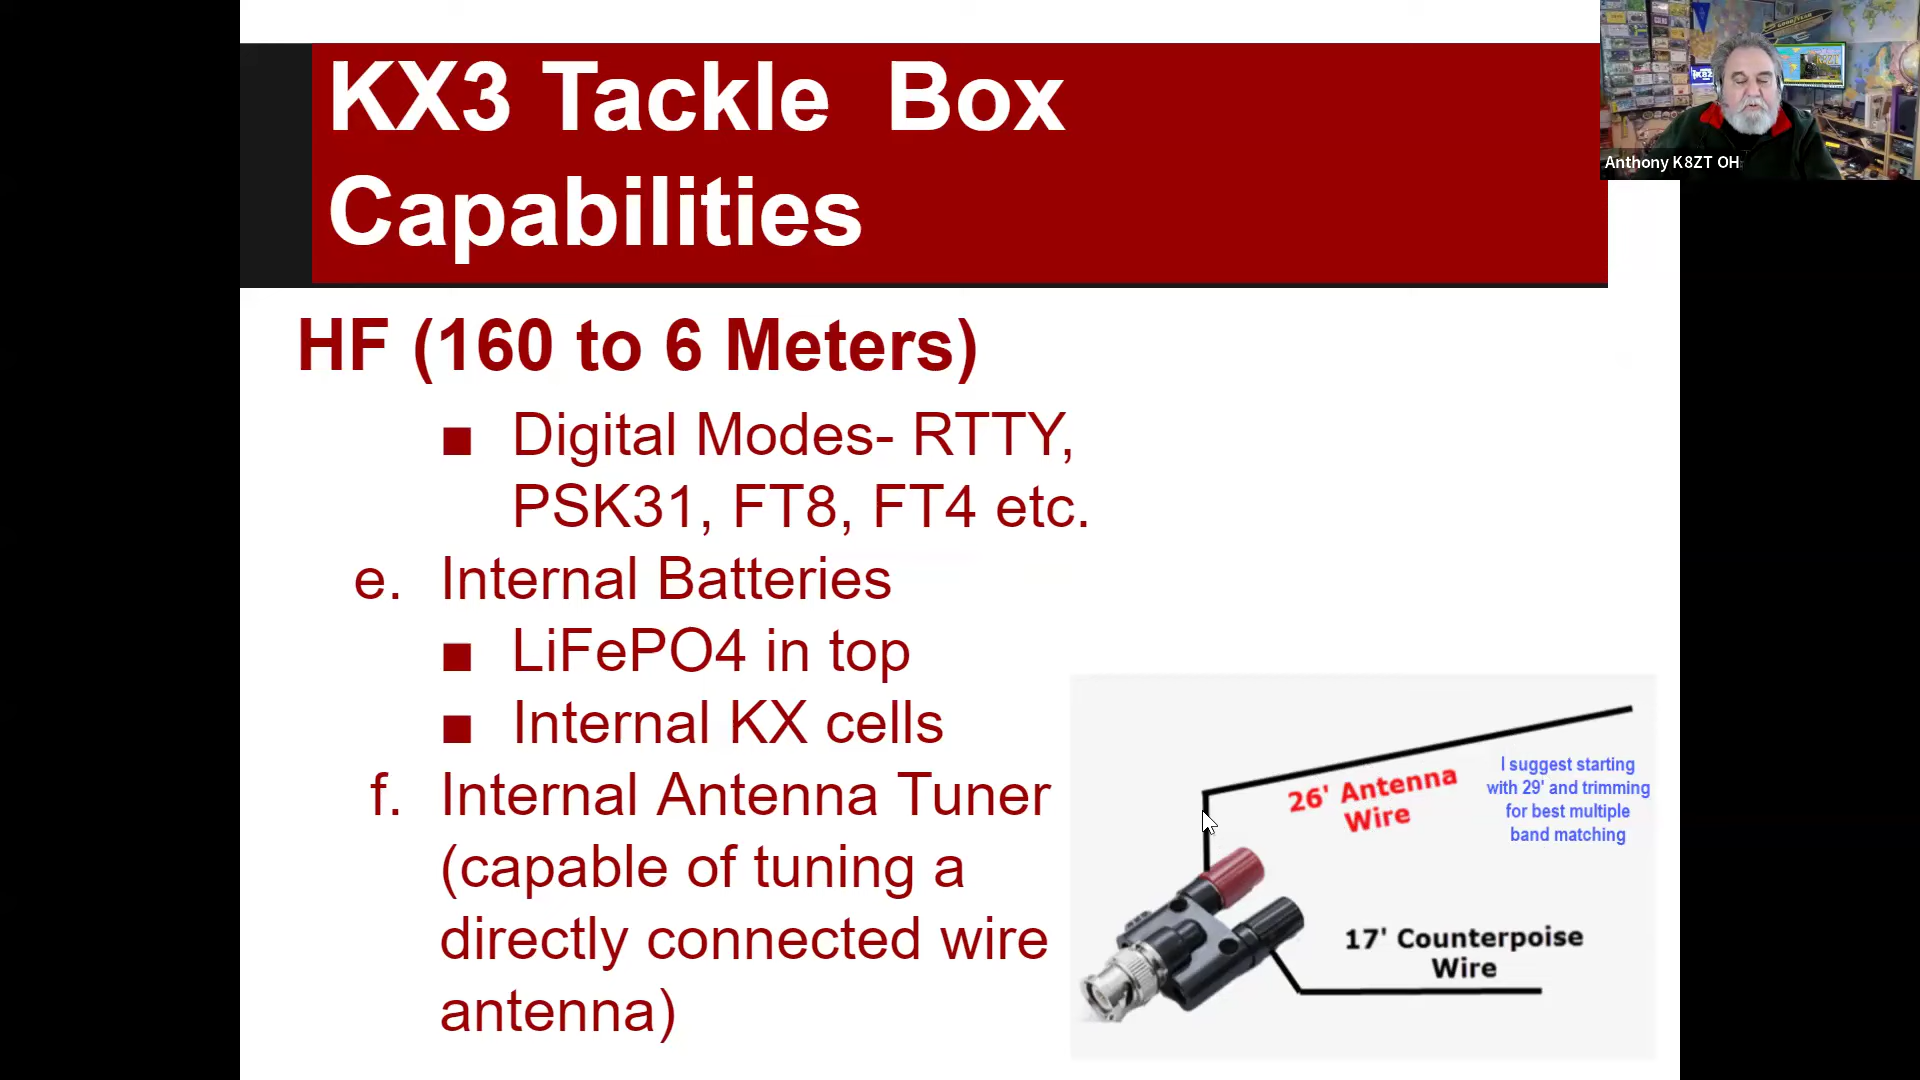 KX3 Tackle  Box
Capabilities
HF (160 to 6 Meters)
■ Digital Modes- RTTY,
PSK31, FT8, FT4 etc.
e. Internal Batteries
■ LiFePO4 in top
■ Internal KX cells
f. Internal Antenna Tuner
(capable of tuning a
directly connected wire
antenna)
26' Antenna
Wire
I suggest starting
with 29' and trimming
for best multiple
band matching
17' Counterpoise
Wire
Anthony K8ZT OH